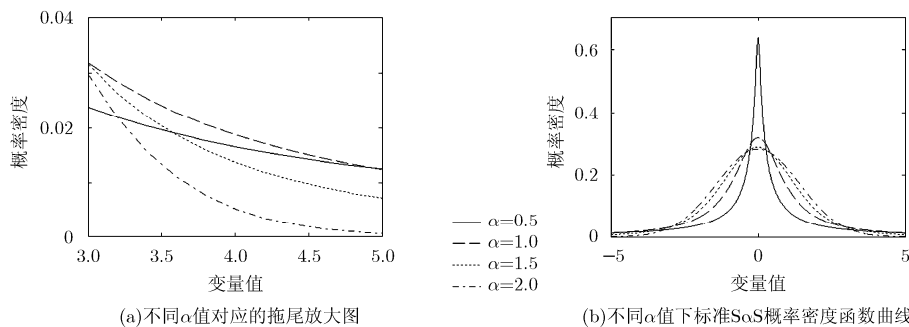 0.04
0.02
0
概率密度
3.0 3.5 4.0 4.5 5.0
变量值
(a)不同α值对应的拖尾放大图
α=0.5
α=1.0
α=1.5
α=2.0
0.6
0.4
0.2
0
概率密度
−5 0 5
变量值
(b)不同α值下标准SαS概率密度函数曲线